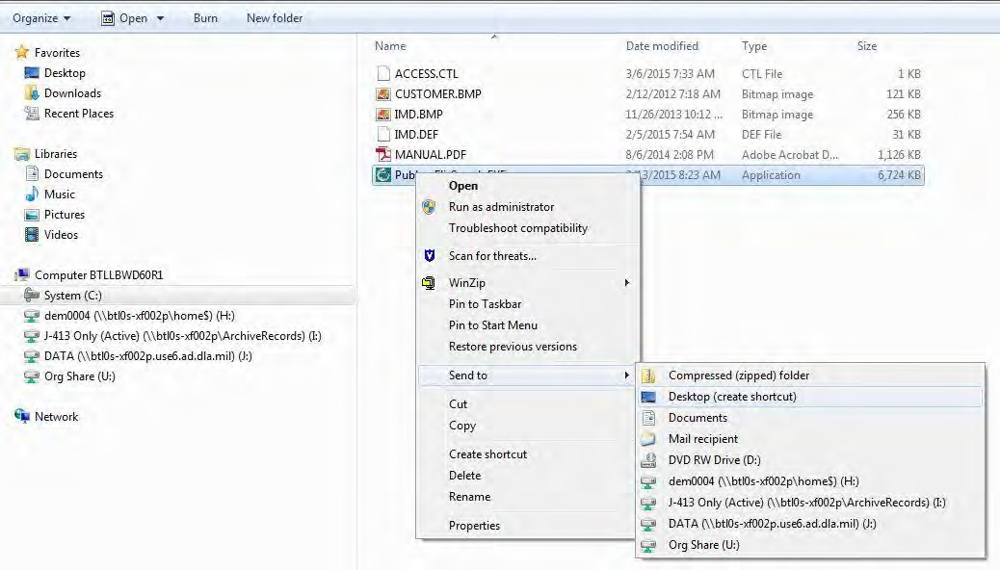 Organize Open Burn New folder
Favorites
Desktop
Downloads
Recent Places
Libraries
Documents
Music
Pictures
Videos
Computer BTLLBWD60R1
System (C:)
dem0004 (\\btl0s-xf002p\home$) (H:)
J-413 Only (Active) (\\btl0s-xf002p\ArchiveRecords) (I:)
DATA (\\btl0s-xf002p.use6.ad.dla.mil) (J:)
Org Share (U:)
Network
Name Date modified Type Size
ACCESS.CTL 3/6/2015 7:33 AM CTL File 1 KB
CUSTOMER.BMP 2/12/2012 7:18 AM Bitmap image 121 KB
IMD.BMP 11/26/2013 10:12 ... Bitmap image 256 KB
IMD.DEF 2/5/2015 7:54 AM DEF File 31 KB
MANUAL.PDF 8/6/2014 2:08 PM Adobe Acrobat D... 1,126 KB
13/2015 8:23 AM Application 6,724 KB
Open
Run as administrator
Troubleshoot compatibility
Scan for threats...
WinZip
Pin to Taskbar
Pin to Start Menu
Restore previous versions
Send to
Cut
Copy
Create shortcut
Delete
Rename
Properties
Compressed (zipped) folder
Desktop (create shortcut)
Documents
Mail recipient
DVD RW Drive (D:)
dem0004 (\\btl0s-xf002p\home$) (H:)
J-413 Only (Active) (\\btl0s-xf002p\ArchiveRecords) (I:)
DATA (\\btl0s-xf002p.use6.ad.dla.mil) (J:)
Org Share (U:)